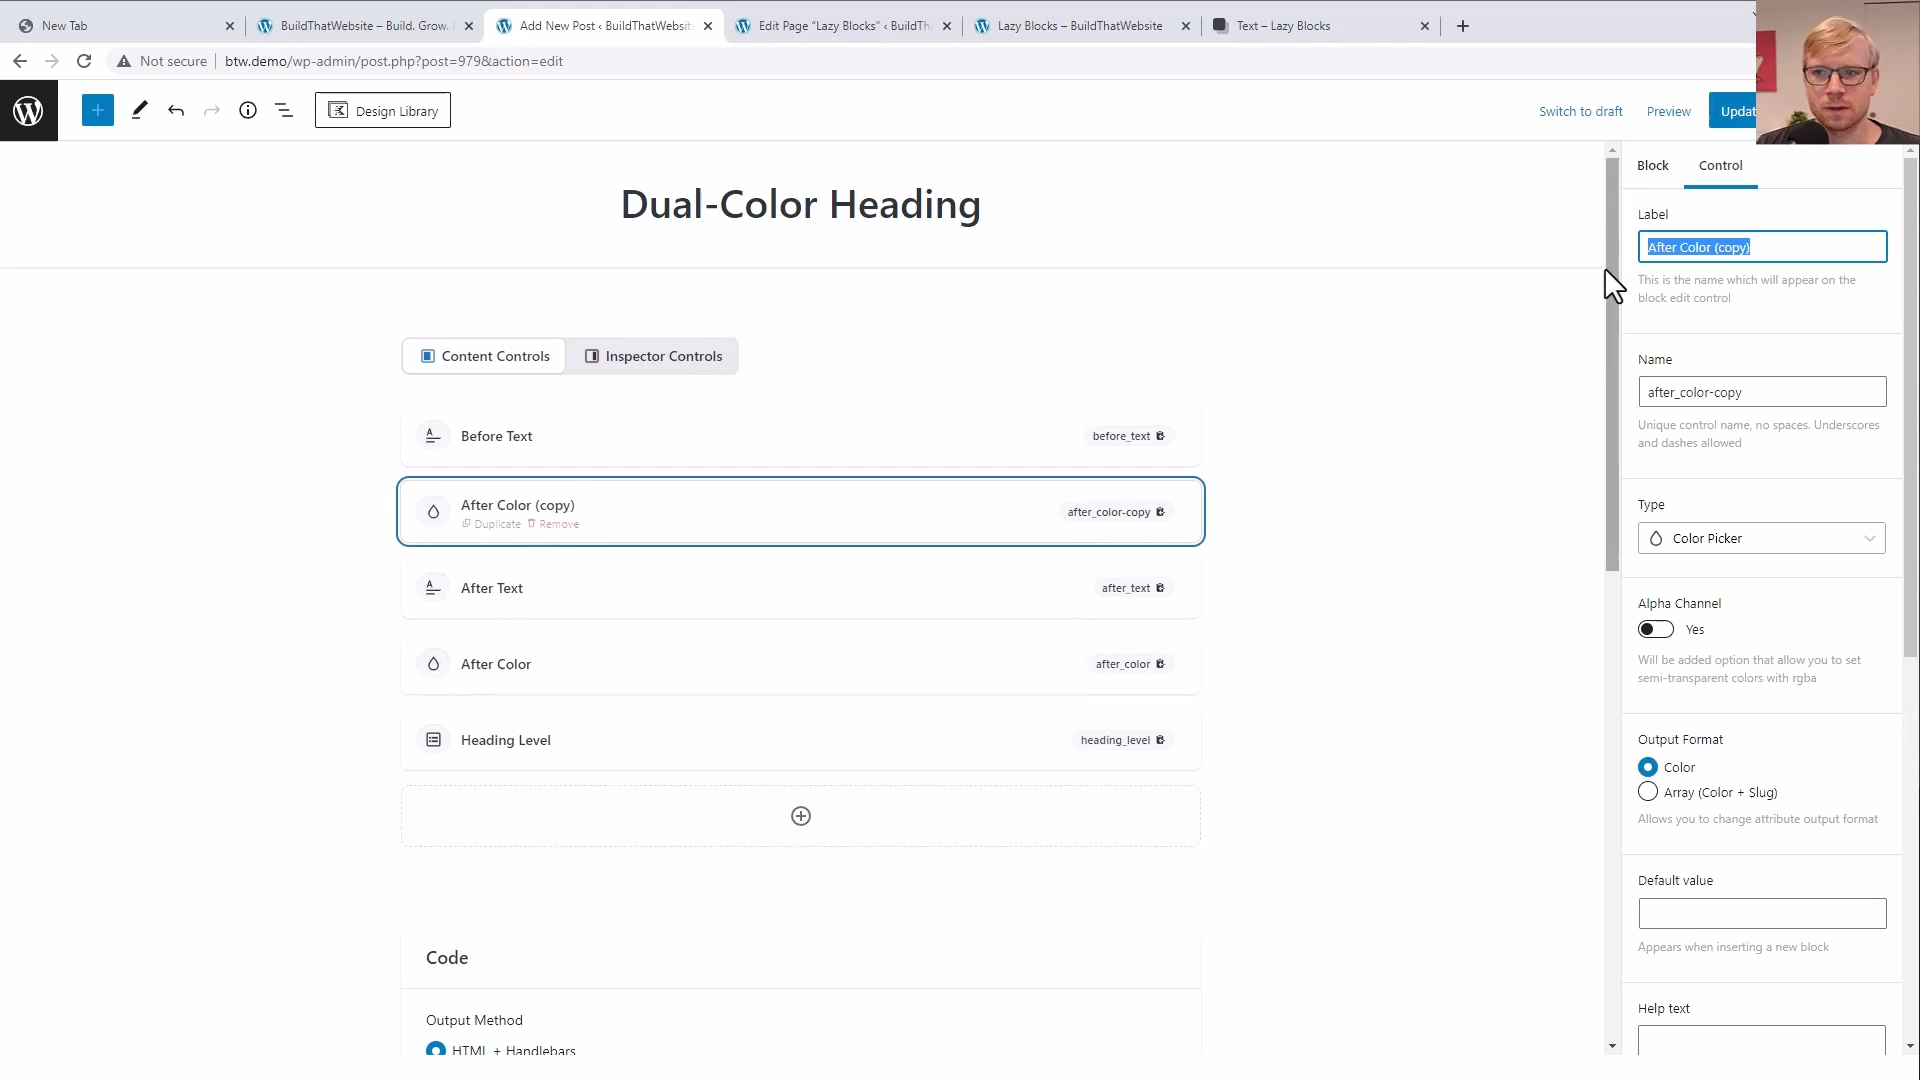 New Tab
BuildThatWebsite – Build. Grow.
Add New Post ‹ BuildThatWebsite
Edit Page “Lazy Blocks” ‹ BuildTh
Lazy Blocks – BuildThatWebsite
Text – Lazy Blocks
Not secure
btw.demo/wp-admin/post.php?post=979&action=edit
Design Library
Switch to draft
Preview
Updat
Dual-Color Heading
Block
Control
Label
After Color (copy)
This is the name which will appear on the
block edit control
Content Controls
Inspector Controls
Name
after_color-copy
Unique control name, no spaces. Underscores
and dashes allowed
Before Text
before_text
After Color (copy)
Duplicate
Remove
after_color-copy
Type
Color Picker
After Text
after_text
Alpha Channel
Yes
Will be added option that allow you to set
semi-transparent colors with rgba
After Color
after_color
Heading Level
heading_level
Output Format
Color
Array (Color + Slug)
Allows you to change attribute output format
Default value
Appears when inserting a new block
Code
Help text
Output Method
HTML + Handlebars